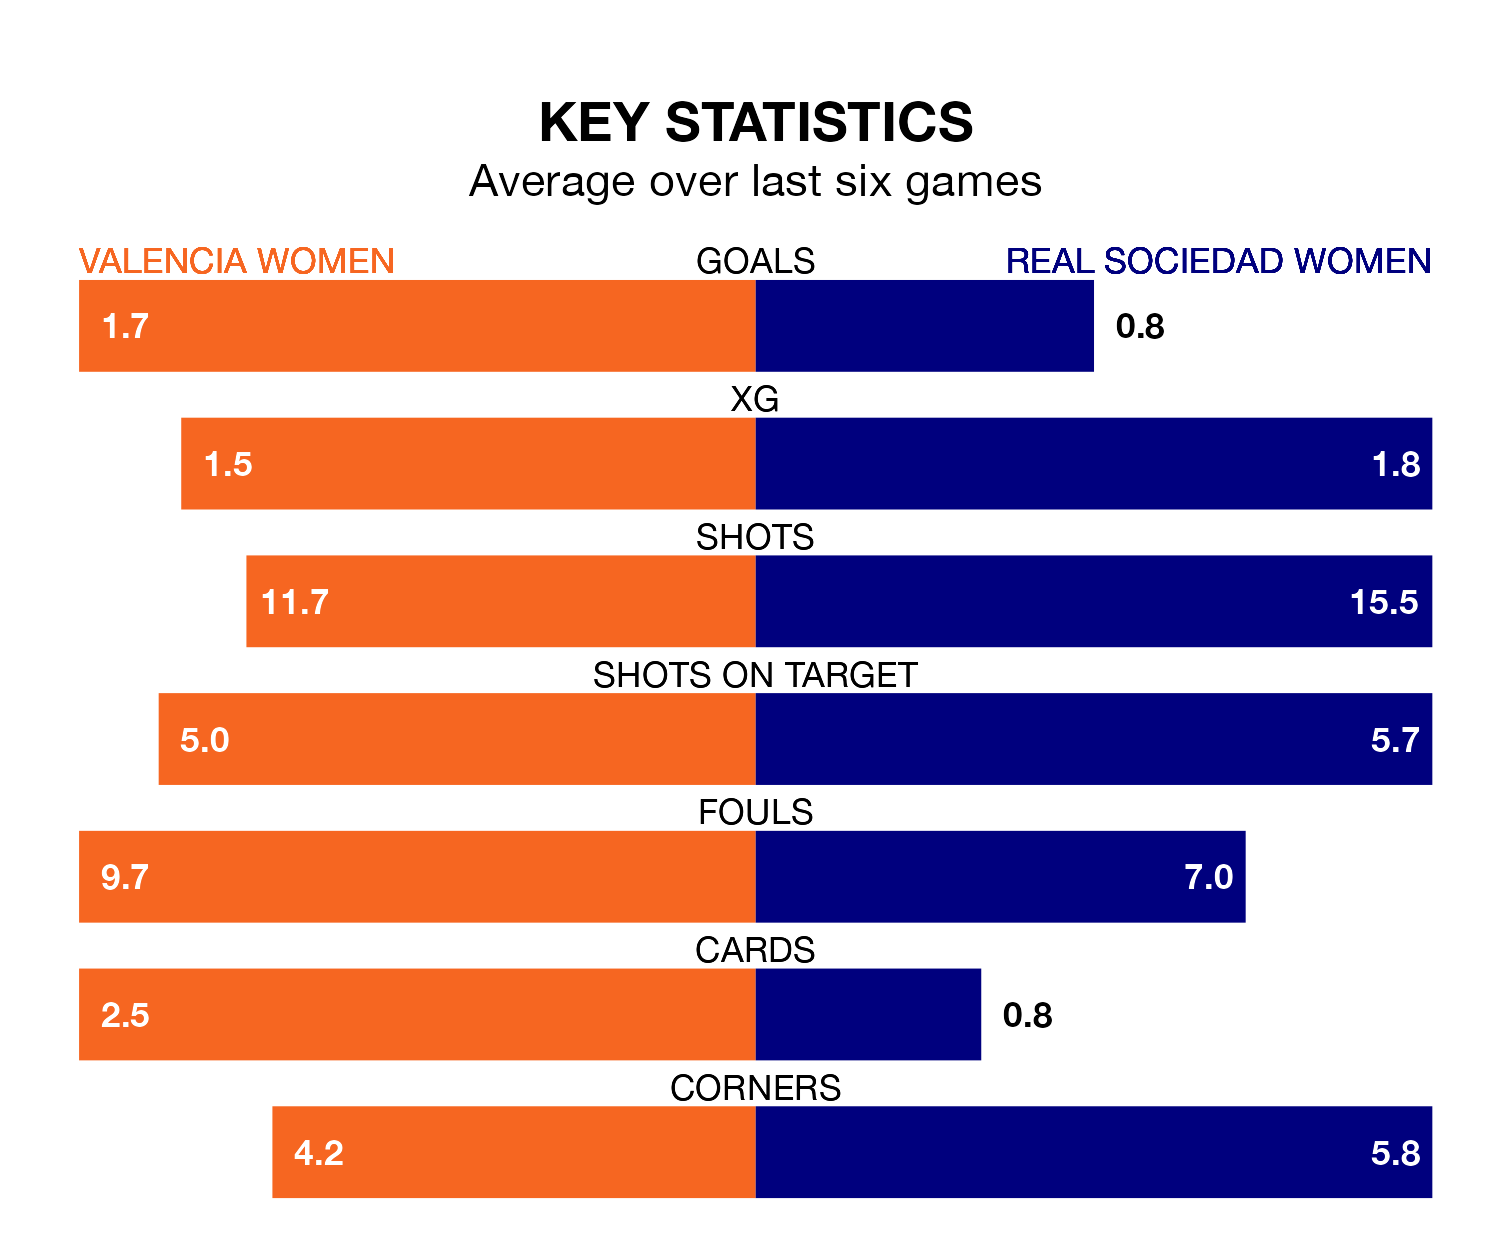 KEY STATISTICS
Average over last six games
VALENCIA WOMEN GOALS REAL SOCIEDAD WOMEN
1.7 0.8
XG
1.5 1.8
SHOTS
11.7 15.5
SHOTS ON TARGET
5.0 5.7
FOULS
9.7 7.0
CARDS
2.5 0.8
CORNERS
4.2 5.8